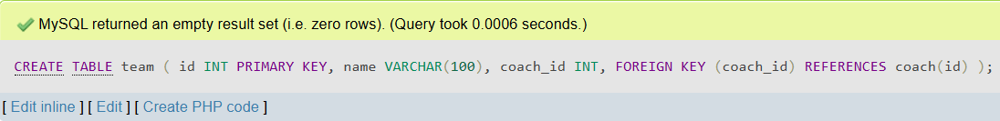 MySQL returned an empty result set (i.e. zero rows). (Query took 0.0006 seconds.)
CREATE TABLE team ( id INT PRIMARY KEY, name VARCHAR(100), coach_id INT, FOREIGN KEY (coach_id) REFERENCES coach(id) );
[ Edit inline ] [ Edit ] [ Create PHP code ]